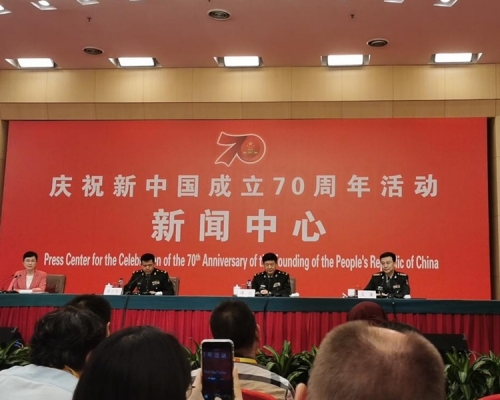 70
庆祝新中国成立70周年活动
新闻中心
Press Center for the Celebration of the 70th Anniversary of the Founding of the People's Republic of China